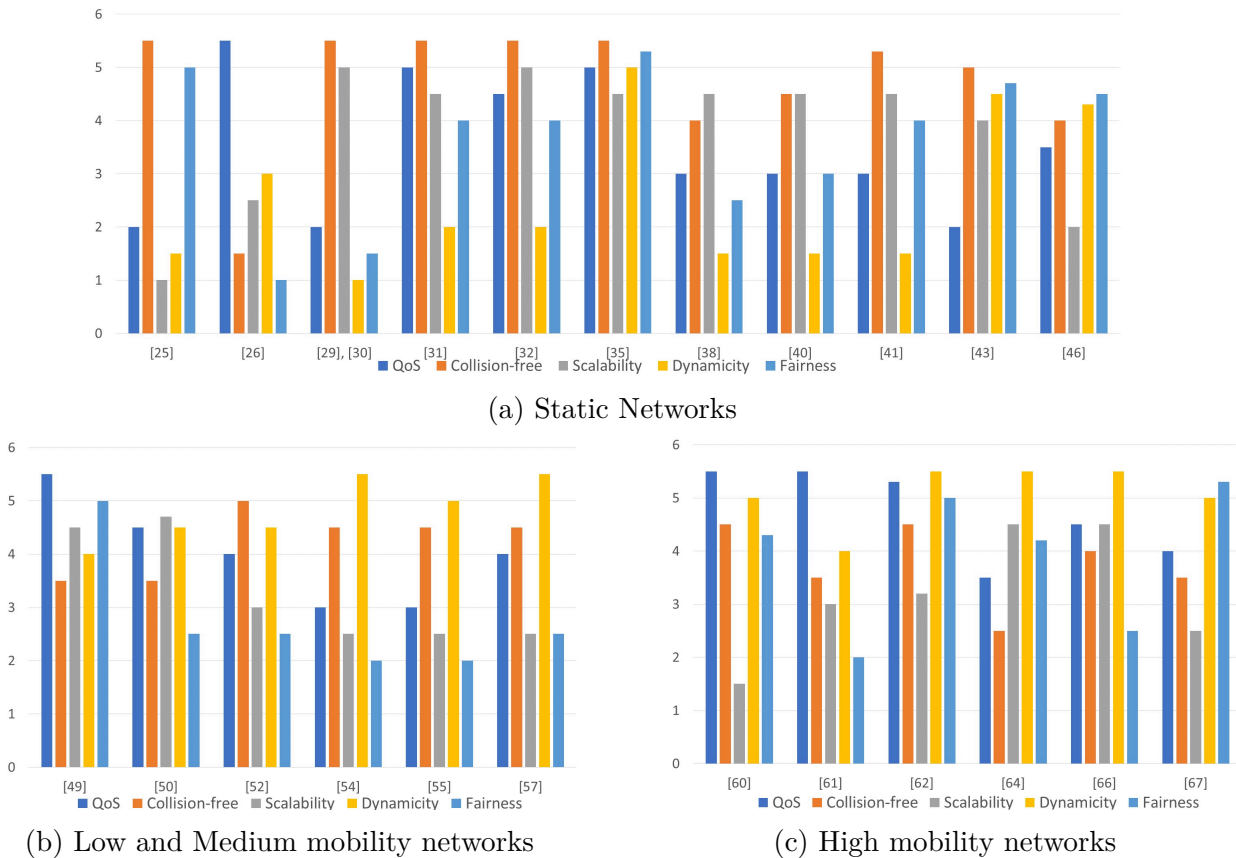 6
5
4
3
2
1
0
[25] [26] [29], [30] [31] [32] [35] [38] [40] [41] [43] [46]
QoS Collision-free Scalability Dynamicity Fairness
(a) Static Networks
6
5
4
3
2
1
0
[49] [50] [52] [54] [55] [57]
QoS Collision-free Scalability Dynamicity Fairness
(b) Low and Medium mobility networks
6
5
4
3
2
1
0
[60] [61] [62] [64] [66] [67]
QoS Collision-free Scalability Dynamicity Fairness
(c) High mobility networks